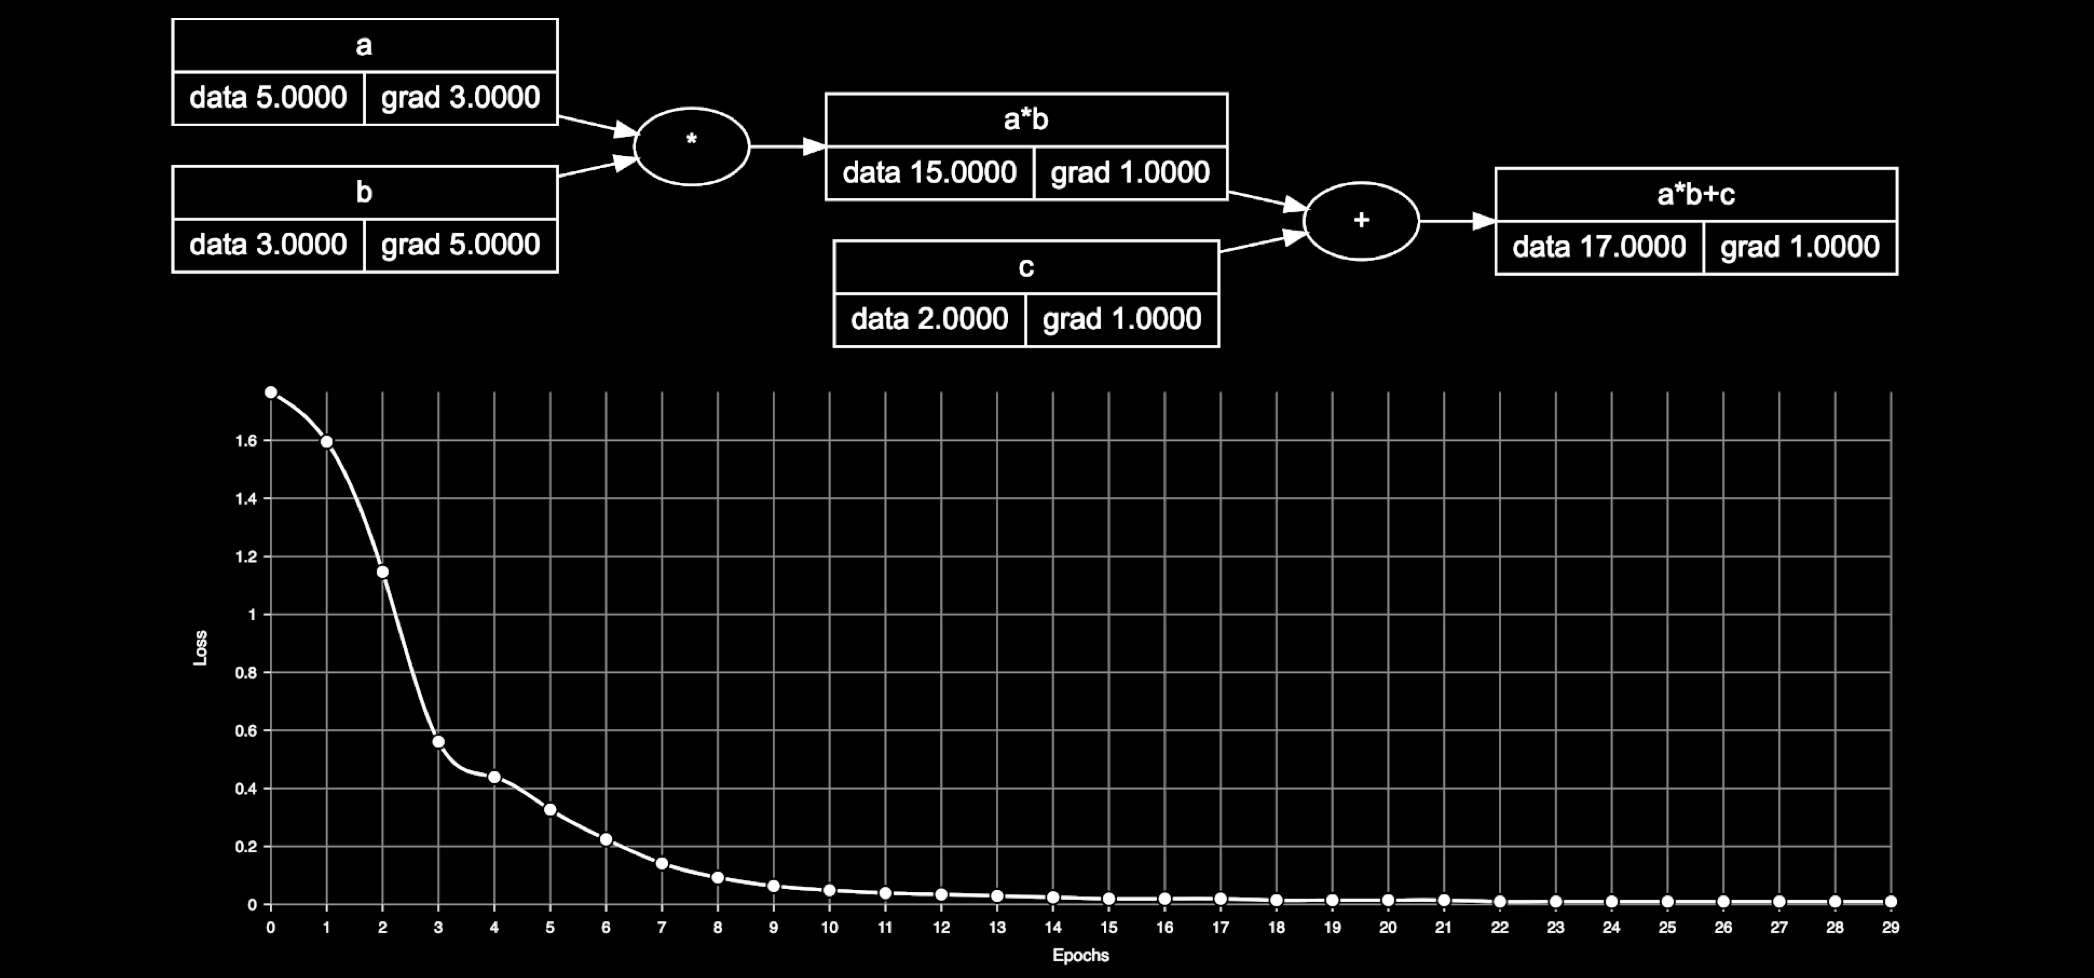 a
data 5.0000 grad 3.0000
b
data 3.0000 grad 5.0000
*
a*b
data 15.0000 grad 1.0000
c
data 2.0000 grad 1.0000
+
a*b+c
data 17.0000 grad 1.0000
1.6
1.4
1.2
1
0.8
0.6
0.4
0.2
0
Loss
0 1 2 3 4 5 6 7 8 9 10 11 12 13 14 15 16 17 18 19 20 21 22 23 24 25 26 27 28 29
Epochs